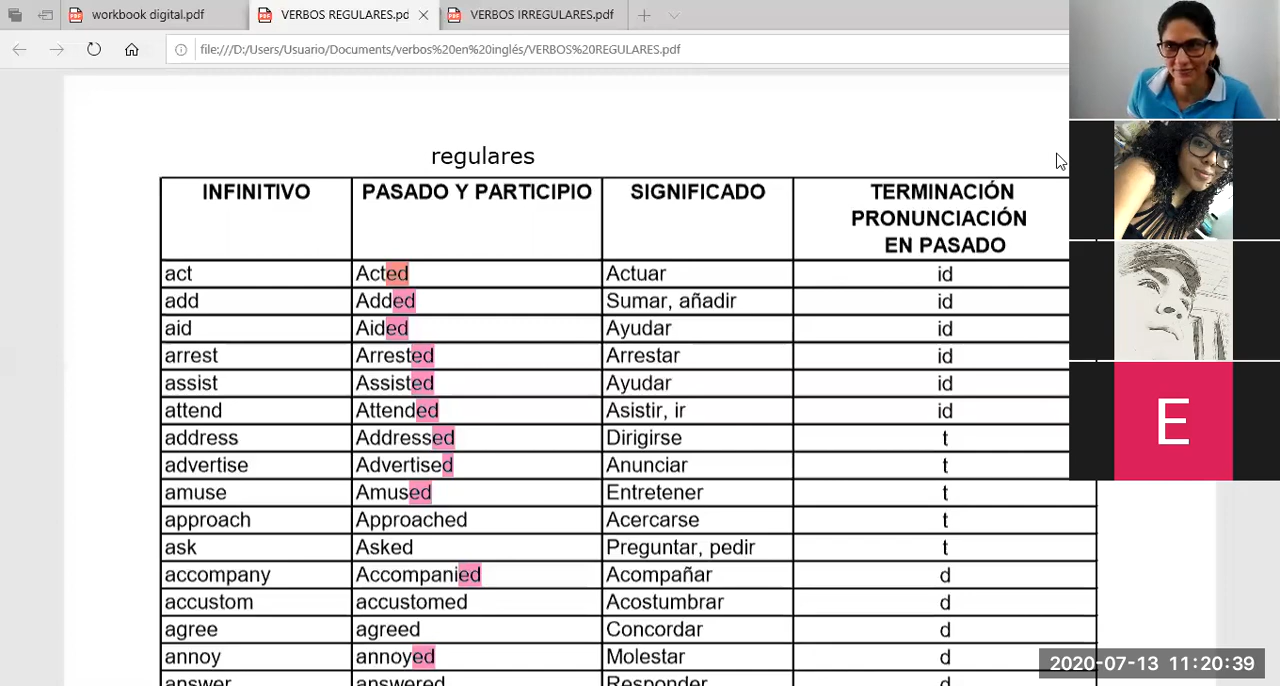 workbook digital.pdf
VERBOS REGULARES.pd
VERBOS IRREGULARES.pdf
file:///D:/Users/Usuario/Documents/verbos%20en%20inglés/VERBOS%20REGULARES.pdf
regulares
INFINITIVO PASADO Y PARTICIPIO SIGNIFICADO TERMINACIÓN
PRONUNCIACIÓN
EN PASADO
act Acted Actuar id
add Added Sumar, añadir id
aid Aided Ayudar id
arrest Arrested Arrestar id
assist Assisted Ayudar id
attend Attended Asistir, ir id
address Addressed Dirigirse t
advertise Advertised Anunciar t
amuse Amused Entretener t
approach Approached Acercarse t
ask Asked Preguntar, pedir t
accompany Accompanied Acompañar d
accustom accustomed Acostumbrar d
agree agreed Concordar d
annoy annoyed Molestar d
answer answered Responder
E
2020-07-13 11:20:39